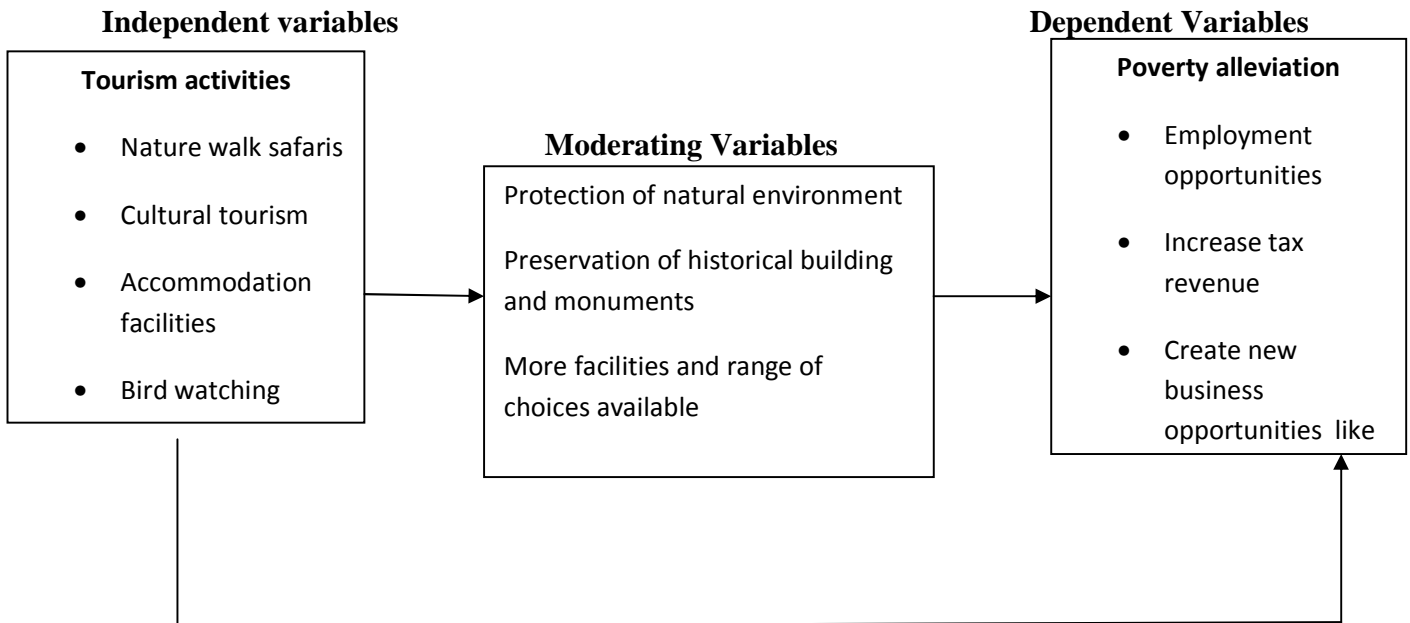 Independent variables
Tourism activities
• Nature walk safaris
• Cultural tourism
• Accommodation
facilities
• Bird watching
Moderating Variables
Protection of natural environment
Preservation of historical building
and monuments
More facilities and range of
choices available
Dependent Variables
Poverty alleviation
• Employment
opportunities
• Increase tax
revenue
• Create new
business
opportunities like